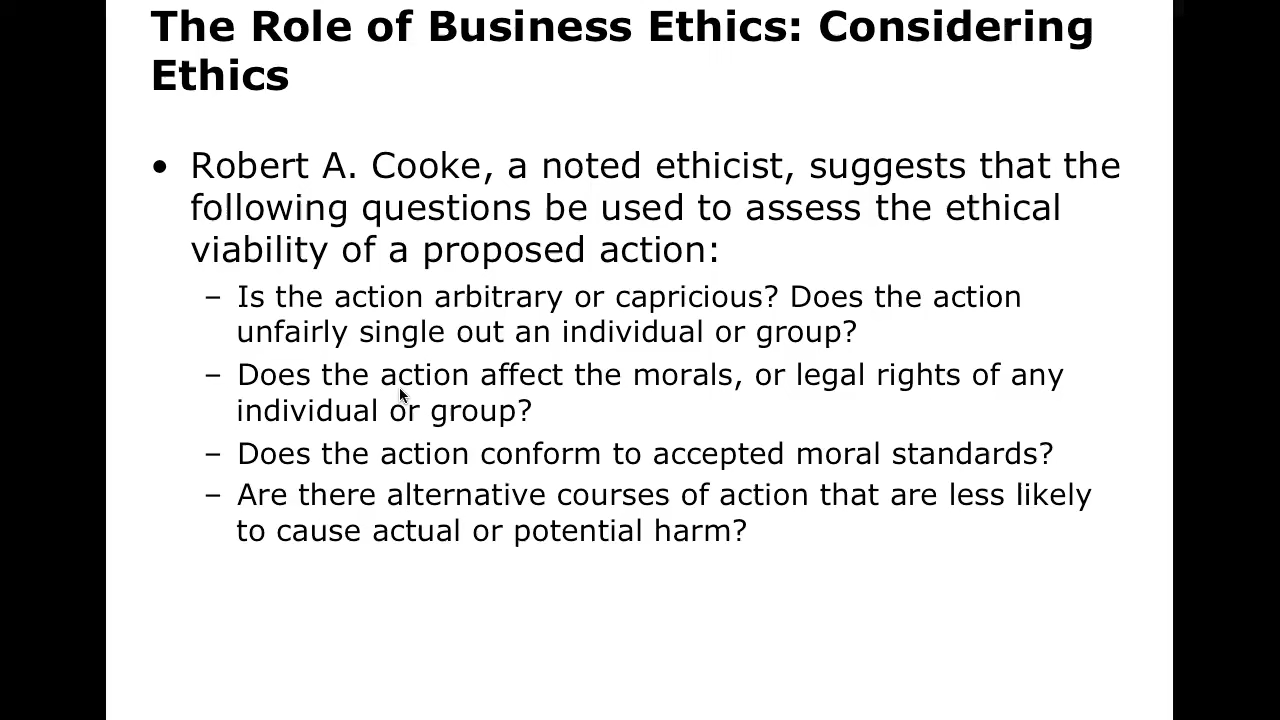 The Role of Business Ethics: Considering
Ethics
• Robert A. Cooke, a noted ethicist, suggests that the
following questions be used to assess the ethical
viability of a proposed action:
– Is the action arbitrary or capricious? Does the action
unfairly single out an individual or group?
– Does the action affect the morals, or legal rights of any
individual or group?
– Does the action conform to accepted moral standards?
– Are there alternative courses of action that are less likely
to cause actual or potential harm?